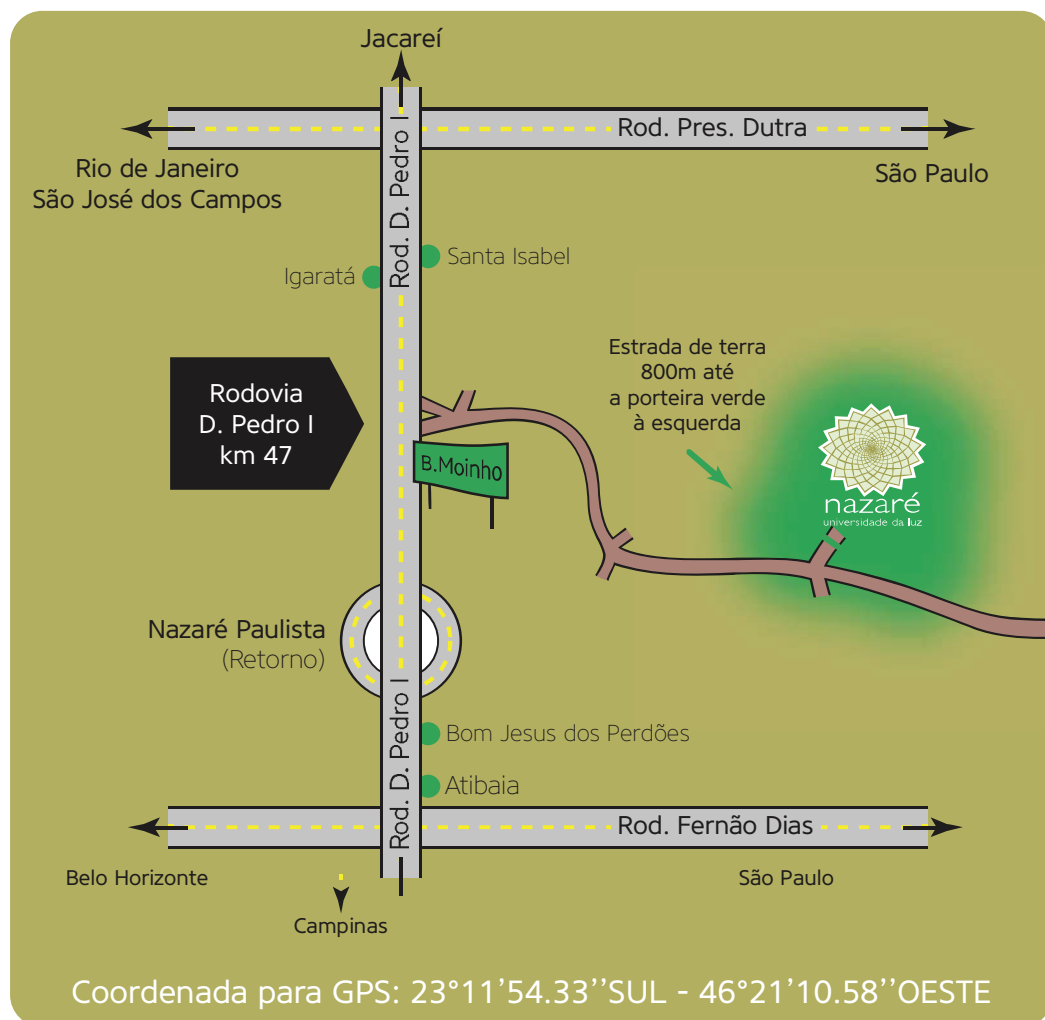 Jacareí
Rod. D. Pedro I
Rod. Pres. Dutra
Rio de Janeiro
São José dos Campos
São Paulo
Santa Isabel
Igaratá
Estrada de terra
800m até
a porteira verde
à esquerda
Rodovia
D. Pedro I
km 47
B.Moinho
nazaré
universidade da luz
Nazaré Paulista
(Retorno)
Rod. D. Pedro I
Bom Jesus dos Perdões
Atibaia
Rod. Fernão Dias
Belo Horizonte
São Paulo
Campinas
Coordenada para GPS: 23°11’54.33’’SUL - 46°21’10.58’’OESTE